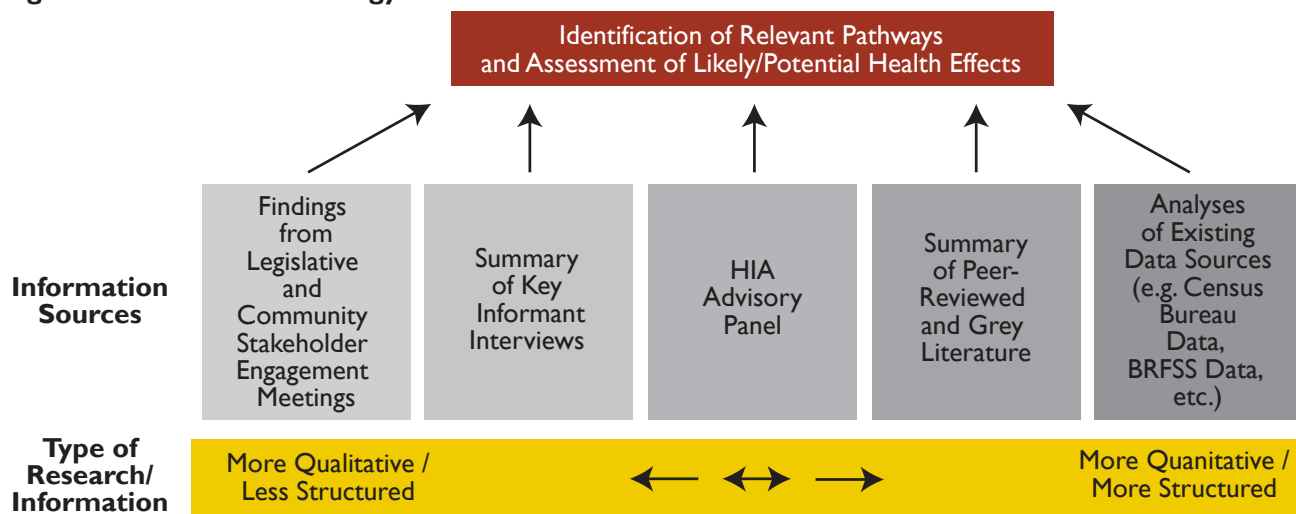 Identification of Relevant Pathways
and Assessment of Likely/Potential Health Effects
Information
Sources
Findings
from
Legislative
and
Community
Stakeholder
Engagement
Meetings
Summary
of Key
Informant
Interviews
HIA
Advisory
Panel
Summary
of Peer-
Reviewed
and Grey
Literature
Analyses
of Existing
Data Sources
(e.g. Census
Bureau
Data,
BRFSS Data,
etc.)
Type of
Research/
Information
More Qualitative /
Less Structured
More Quanitative /
More Structured